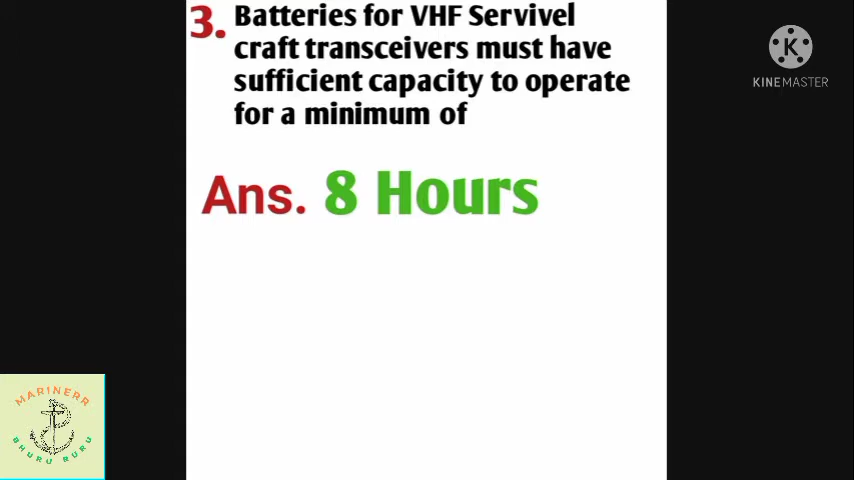 3. Batteries for VHF Servivel
craft transceivers must have
sufficient capacity to operate
for a minimum of
Ans. 8 Hours
K
KINEMASTER
MAR1NERR
BHURU RURU